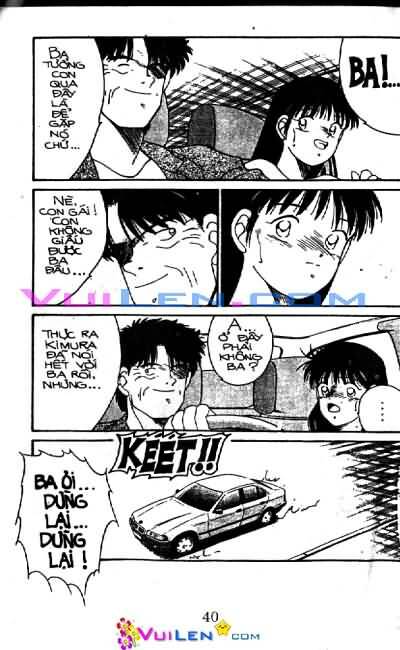 BA
TƯỞNG
CON
QUA
ĐÂY
LÀ
ĐỂ
GẶP
NÓ
CHỨ...
BA!...
NÈ,
CON GÁI!
CON
KHÔNG
GIẤU
ĐƯỢC
BA
ĐÂU...
VUILEN.COM
THỰC RA
KIMURA
ĐÃ NÓI
HẾT VỚI
BA RỒI,
NHƯNG...
A...
Ở ĐÂY
PHẢI
KHÔNG
BA?
....
KEÉT!!
BA ƠI...
DỪNG
LẠI...
DỪNG
LẠI!
40
VUILEN.COM